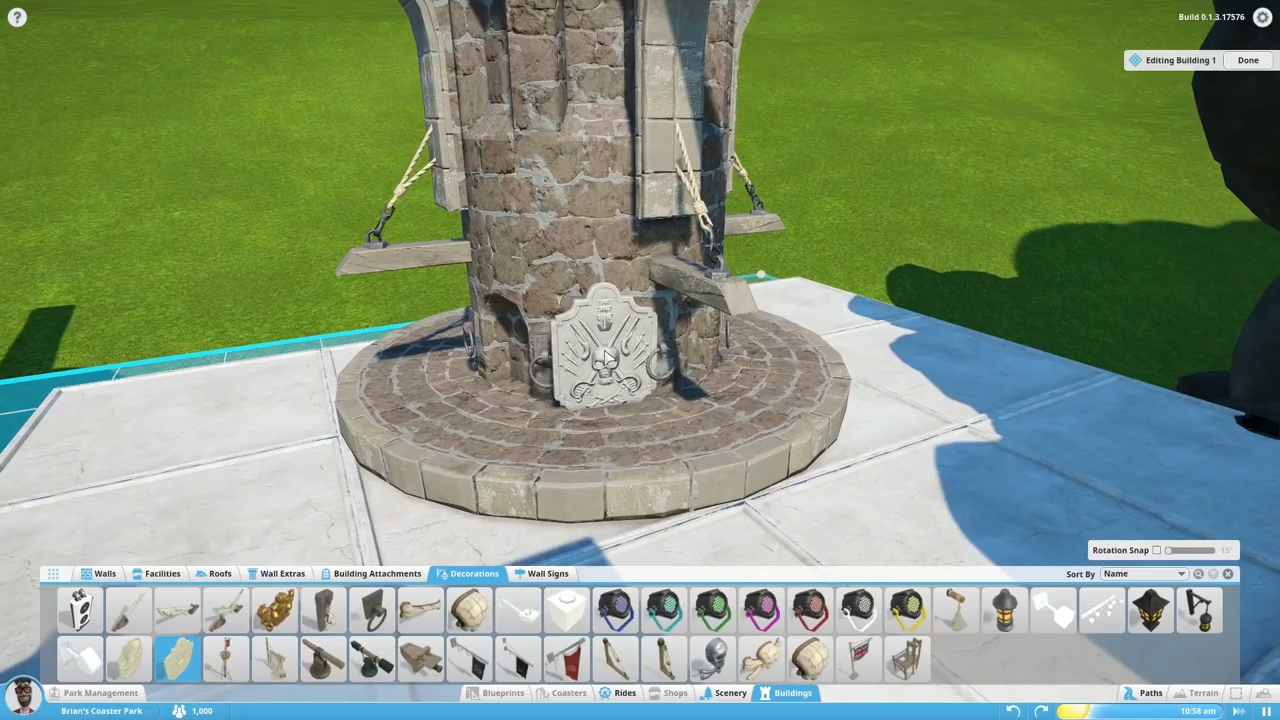 ?
Build 0.1.3.17576
Editing Building 1
Done
Rotation Snap
15°
Walls
Facilities
Roofs
Wall Extras
Building Attachments
Decorations
Wall Signs
Sort By
Name
Park Management
Blueprints
Coasters
Rides
Shops
Scenery
Buildings
Paths
Terrain
Brian's Coaster Park
1,000
10:58 am